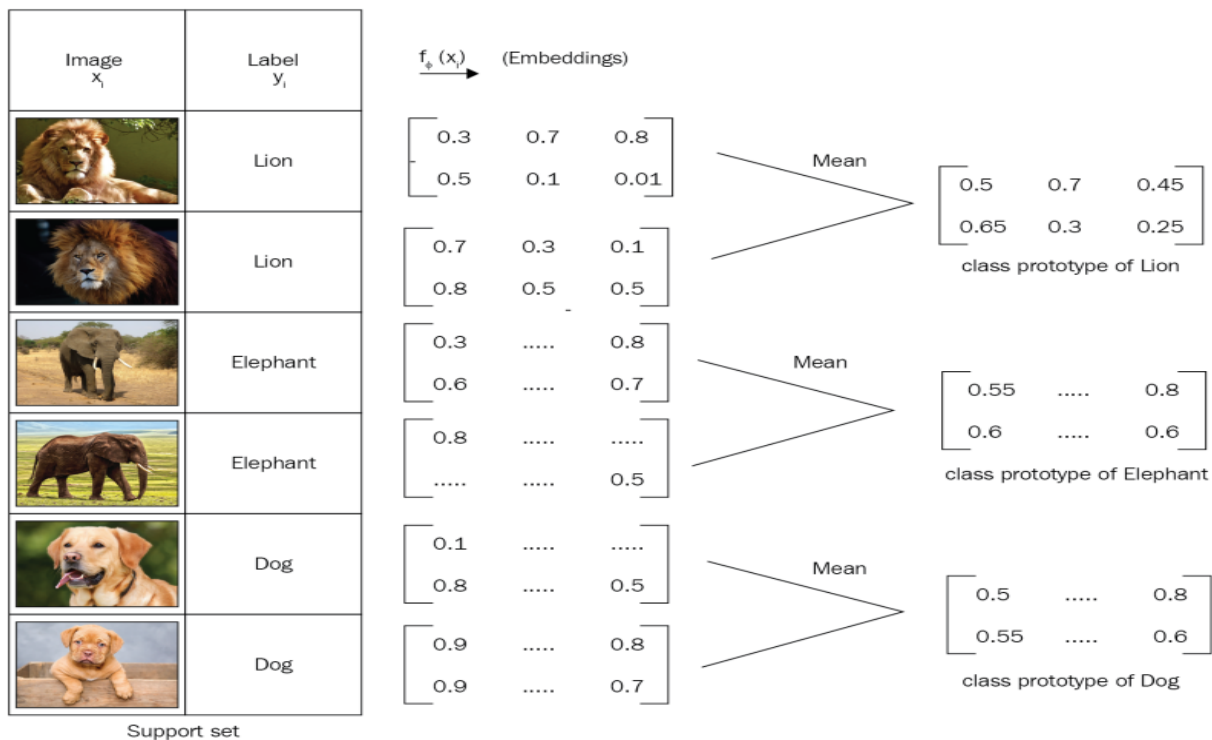 Image
xᵢ
Label
yᵢ
fϕ (xᵢ) (Embeddings)
Lion
0.3 0.7 0.8
0.5 0.1 0.01
Mean
0.5 0.7 0.45
0.65 0.3 0.25
class prototype of Lion
Lion
0.7 0.3 0.1
0.8 0.5 0.5
Elephant
0.3 ..... 0.8
0.6 ..... 0.7
Mean
0.55 ..... 0.8
0.6 ..... 0.6
class prototype of Elephant
Elephant
0.8 ..... .....
..... ..... 0.5
Dog
0.1 ..... .....
0.8 ..... 0.5
Mean
0.5 ..... 0.8
0.55 ..... 0.6
class prototype of Dog
Dog
0.9 ..... 0.8
0.9 ..... 0.7
Support set